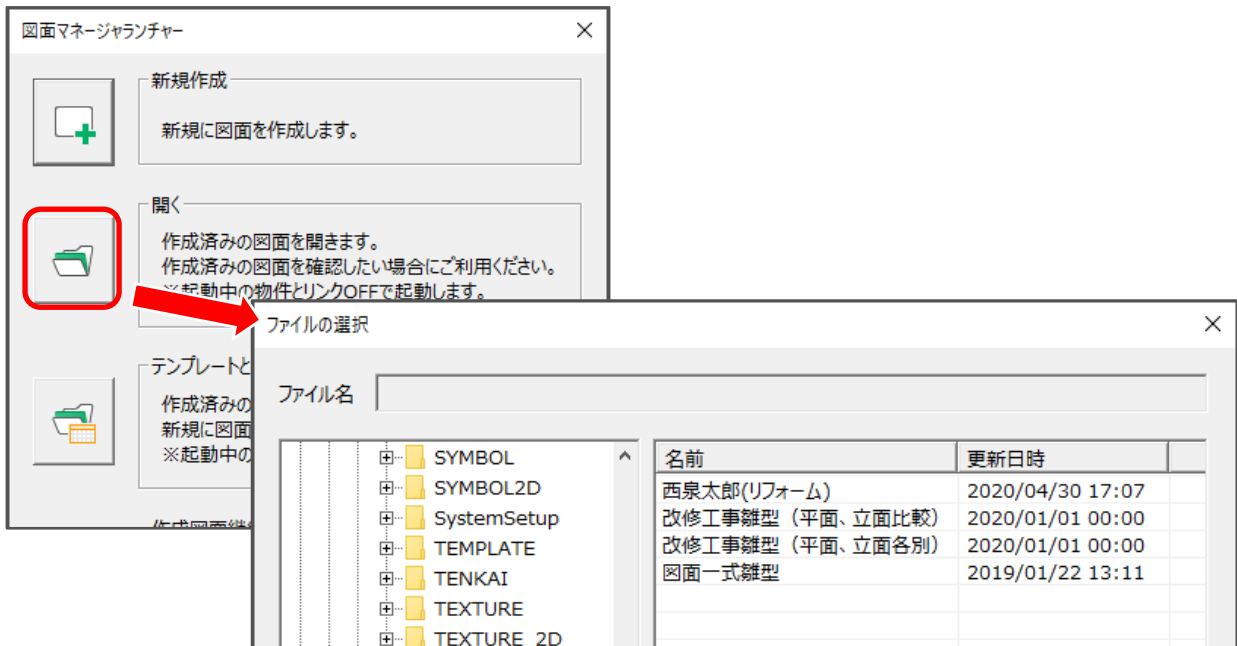 図面マネージャランチャー
新規作成
新規に図面を作成します。
開く
作成済みの図面を開きます。
作成済みの図面を確認したい場合にご利用ください。
※起動中の物件とリンクOFFで起動します。
テンプレートと
作成済みの
新規に図面
※起動中の
作成図面継
ファイルの選択
ファイル名
SYMBOL
SYMBOL2D
SystemSetup
TEMPLATE
TENKAI
TEXTURE
TEXTURE_2D
名前 更新日時
西泉太郎(リフォーム) 2020/04/30 17:07
改修工事雛型（平面、立面比較） 2020/01/01 00:00
改修工事雛型（平面、立面各別） 2020/01/01 00:00
図面一式雛型 2019/01/22 13:11